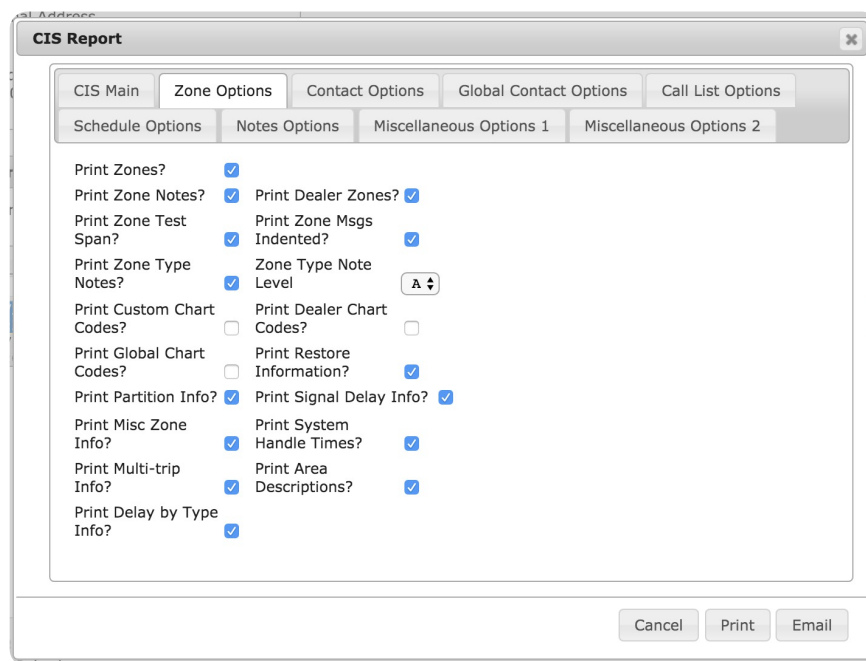 CIS Report
CIS Main Zone Options Contact Options Global Contact Options Call List Options
Schedule Options Notes Options Miscellaneous Options 1 Miscellaneous Options 2
Print Zones?
Print Zone Notes? Print Dealer Zones?
Print Zone Test Print Zone Msgs
Span? Indented?
Print Zone Type Zone Type Note
Notes? Level A
Print Custom Chart Print Dealer Chart
Codes? Codes?
Print Global Chart Print Restore
Codes? Information?
Print Partition Info? Print Signal Delay Info?
Print Misc Zone Print System
Info? Handle Times?
Print Multi-trip Print Area
Info? Descriptions?
Print Delay by Type
Info?
Cancel Print Email